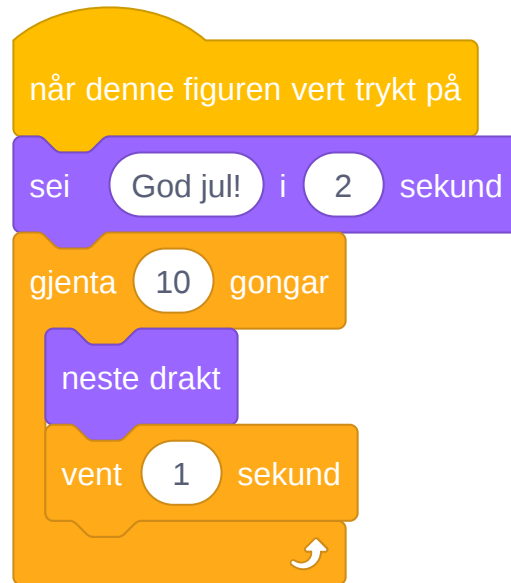 når denne figuren vert trykt på
sei God jul! i 2 sekund
gjenta 10 gongar
neste drakt
vent 1 sekund